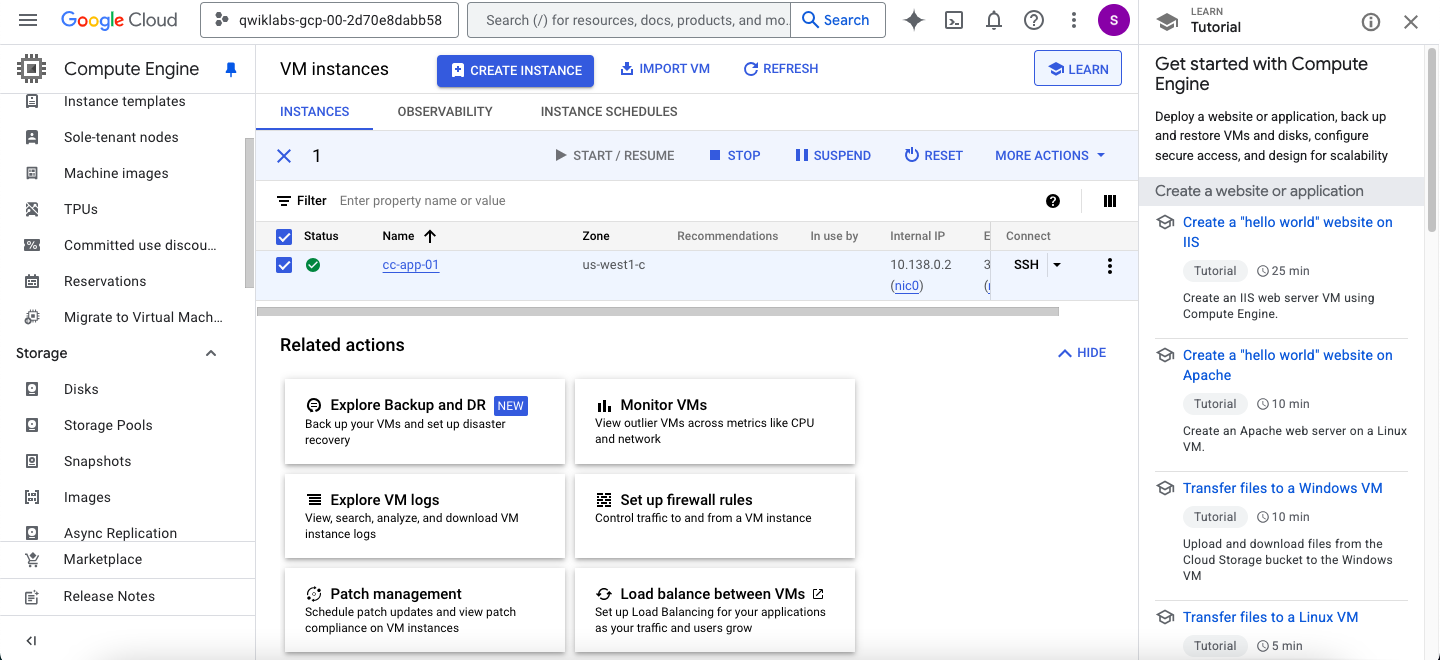 Google Cloud
qwiklabs-gcp-00-2d70e8dabb58
Search (/) for resources, docs, products, and mo...
Search
S
LEARN
Tutorial
Compute Engine
Instance templates
Sole-tenant nodes
Machine images
TPUs
Committed use discou...
Reservations
Migrate to Virtual Mach...
Storage
Disks
Storage Pools
Snapshots
Images
Async Replication
Marketplace
Release Notes
VM instances
CREATE INSTANCE
IMPORT VM
REFRESH
LEARN
INSTANCES
OBSERVABILITY
INSTANCE SCHEDULES
1
START / RESUME
STOP
SUSPEND
RESET
MORE ACTIONS
Filter
Enter property name or value
Status Name Zone Recommendations In use by Internal IP E Connect
cc-app-01 us-west1-c 10.138.0.2 3 SSH
(nic0) (
Related actions
HIDE
Explore Backup and DR NEW
Back up your VMs and set up disaster
recovery
Monitor VMs
View outlier VMs across metrics like CPU
and network
Explore VM logs
View, search, analyze, and download VM
instance logs
Set up firewall rules
Control traffic to and from a VM instance
Patch management
Schedule patch updates and view patch
compliance on VM instances
Load balance between VMs
Set up Load Balancing for your applications
as your traffic and users grow
Get started with Compute
Engine
Deploy a website or application, back up
and restore VMs and disks, configure
secure access, and design for scalability
Create a website or application
Create a "hello world" website on
IIS
Tutorial 25 min
Create an IIS web server VM using
Compute Engine.
Create a "hello world" website on
Apache
Tutorial 10 min
Create an Apache web server on a Linux
VM.
Transfer files to a Windows VM
Tutorial 10 min
Upload and download files from the
Cloud Storage bucket to the Windows
VM
Transfer files to a Linux VM
Tutorial 5 min